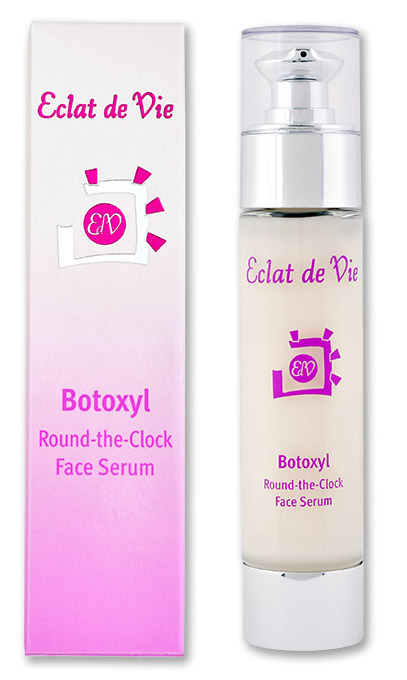 Eclat de Vie
EdV
Botoxyl
Round-the-Clock
Face Serum
Eclat de Vie
EdV
Botoxyl
Round-the-Clock
Face Serum